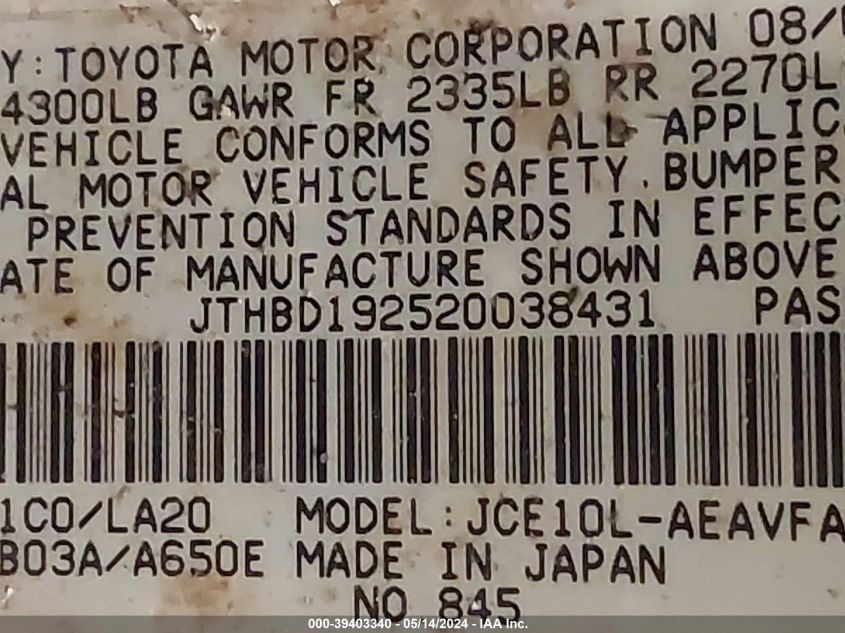 Y:TOYOTA MOTOR CORPORATION 08/
4300LB GAWR FR 2335LB RR 2270L
VEHICLE CONFORMS TO ALL APPLIC
AL MOTOR VEHICLE SAFETY.BUMPER
PREVENTION STANDARDS IN EFFEC
ATE OF MANUFACTURE SHOWN ABOVE
JTHBD192520038431 PAS
1C0/LA20 MODEL:JCE10L-AEAVFA
B03A/A650E MADE IN JAPAN
NO 845
000-39403340 - 05/14/2024 - IAA Inc.